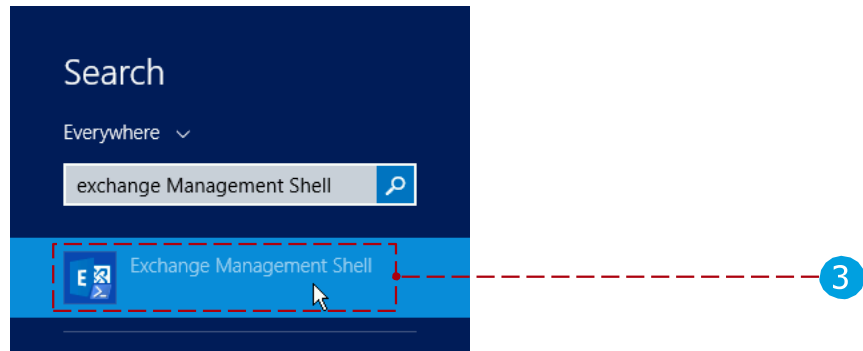 Search
Everywhere
exchange Management Shell
E
Exchange Management Shell
3